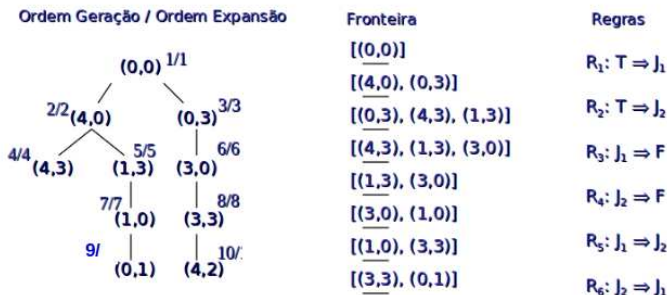 Ordem Geração / Ordem Expansão
(0,0) 1/1
2/2 (4,0) (0,3) 3/3
4/4 (4,3) 5/5 (1,3) (3,0) 6/6
7/7 (1,0) (3,3) 8/8
9/ (0,1) (4,2) 10/
Fronteira
[(0,0)]
[(4,0), (0,3)]
[(0,3), (4,3), (1,3)]
[(4,3), (1,3), (3,0)]
[(1,3), (3,0)]
[(3,0), (1,0)]
[(1,0), (3,3)]
[(3,3), (0,1)]
Regras
R₁: T ⇒ J₁
R₂: T ⇒ J₂
R₃: J₁ ⇒ F
R₄: J₂ ⇒ F
R₅: J₁ ⇒ J₂
R₆: J₂ ⇒ J₁